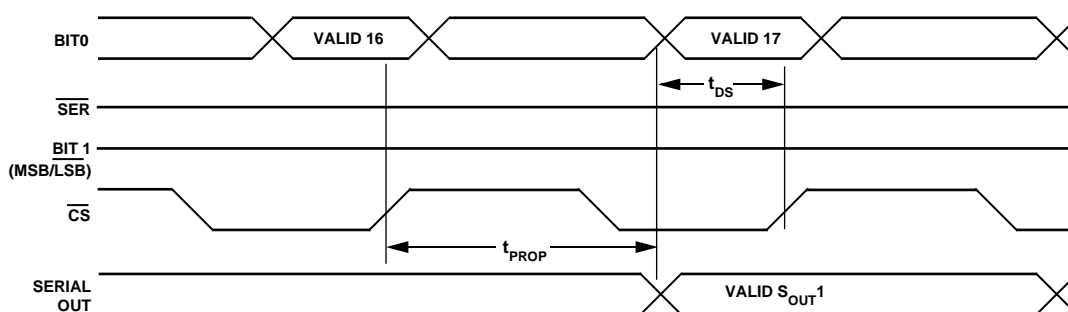 BIT0
VALID 16
VALID 17
tDS
SER
BIT 1
(MSB/LSB)
CS
tPROP
SERIAL
OUT
VALID SOUT1